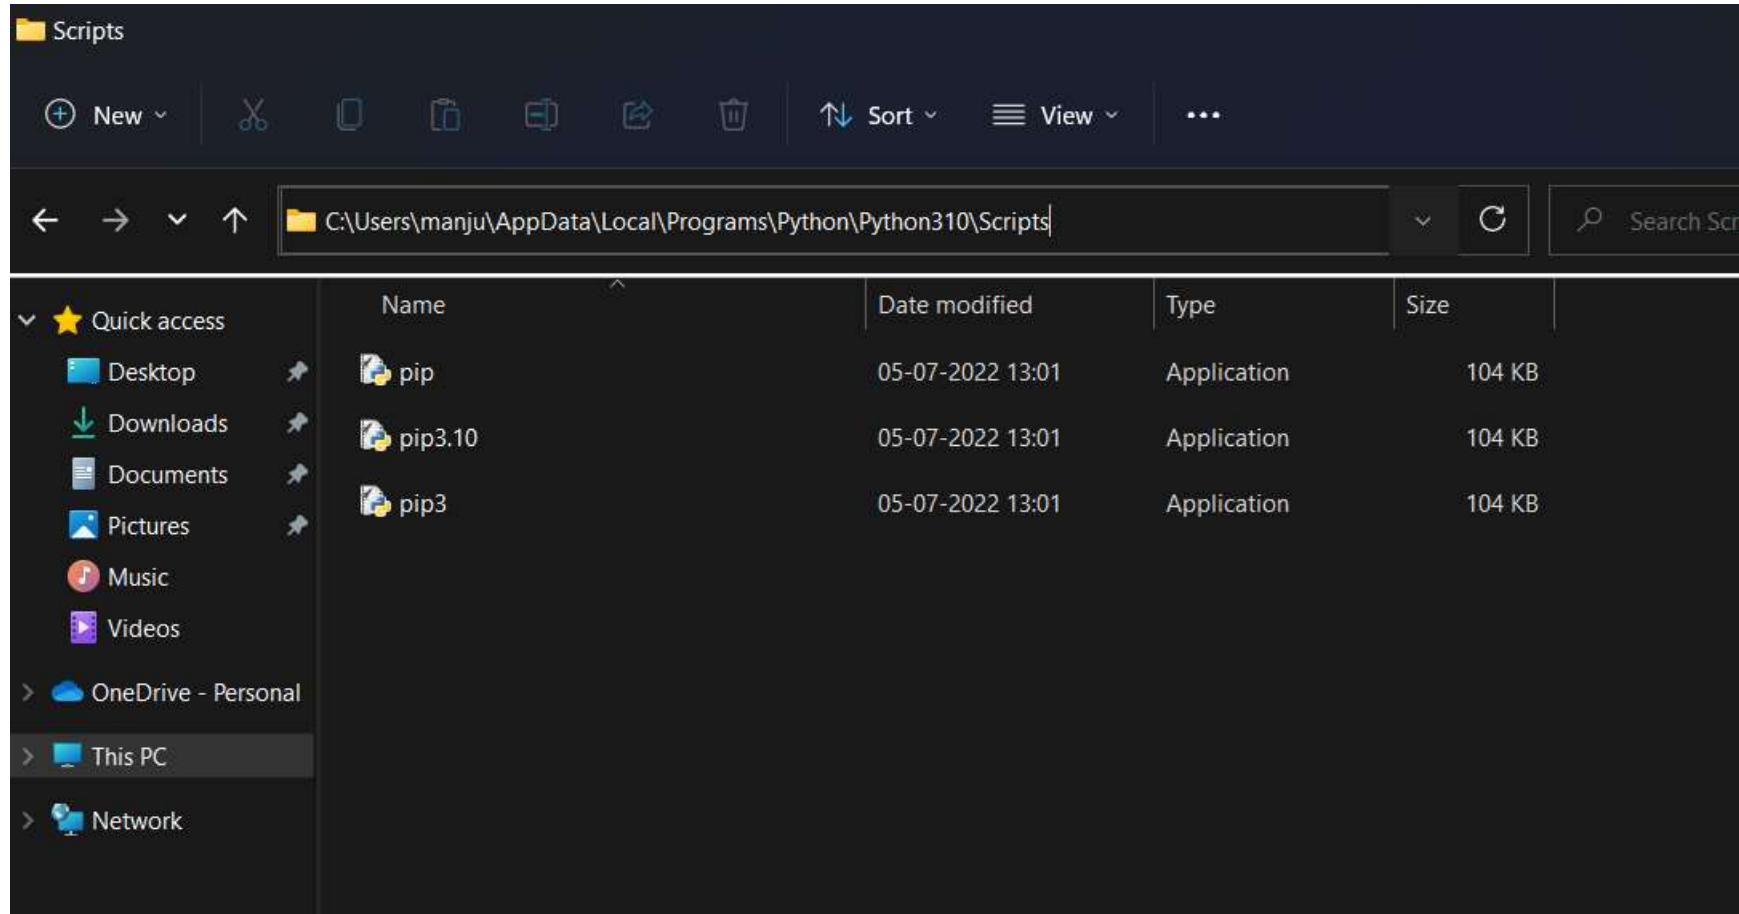 Scripts
New
Sort
View
C:\Users\manju\AppData\Local\Programs\Python\Python310\Scripts
Search Scr
Quick access
Desktop
Downloads
Documents
Pictures
Music
Videos
OneDrive - Personal
This PC
Network
Name Date modified Type Size
pip 05-07-2022 13:01 Application 104 KB
pip3.10 05-07-2022 13:01 Application 104 KB
pip3 05-07-2022 13:01 Application 104 KB